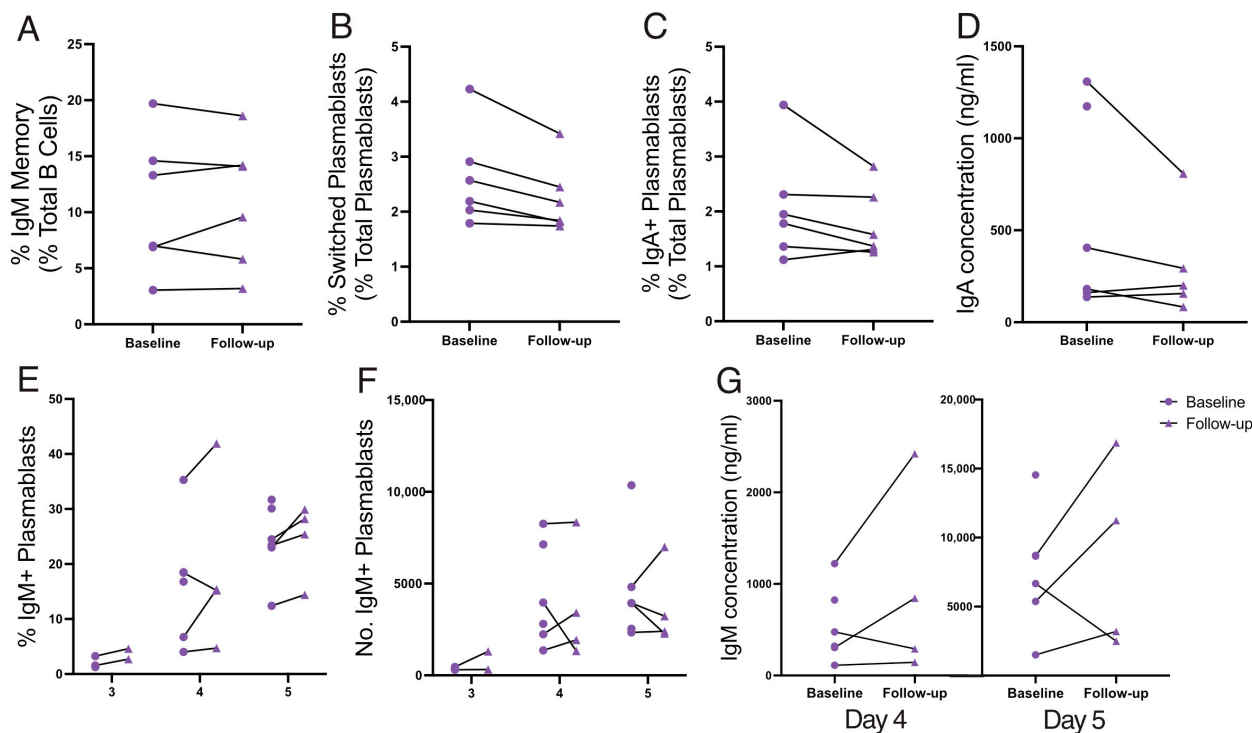 A
% IgM Memory
(% Total B Cells)
25
20
15
10
5
0
Baseline
Follow-up
B
% Switched Plasmablasts
(% Total Plasmablasts)
5
4
3
2
1
0
Baseline
Follow-up
C
% IgA+ Plasmablasts
(% Total Plasmablasts)
5
4
3
2
1
0
Baseline
Follow-up
D
IgA concentration (ng/ml)
1500
1000
500
0
Baseline
Follow-up
E
% IgM+ Plasmablasts
50
40
30
20
10
0
3
4
5
F
No. IgM+ Plasmablasts
15,000
10,000
5000
0
3
4
5
G
IgM concentration (ng/ml)
3000
2000
1000
0
Baseline
Follow-up
Day 4
20,000
15,000
10,000
5000
Baseline
Follow-up
Day 5
Baseline
Follow-up